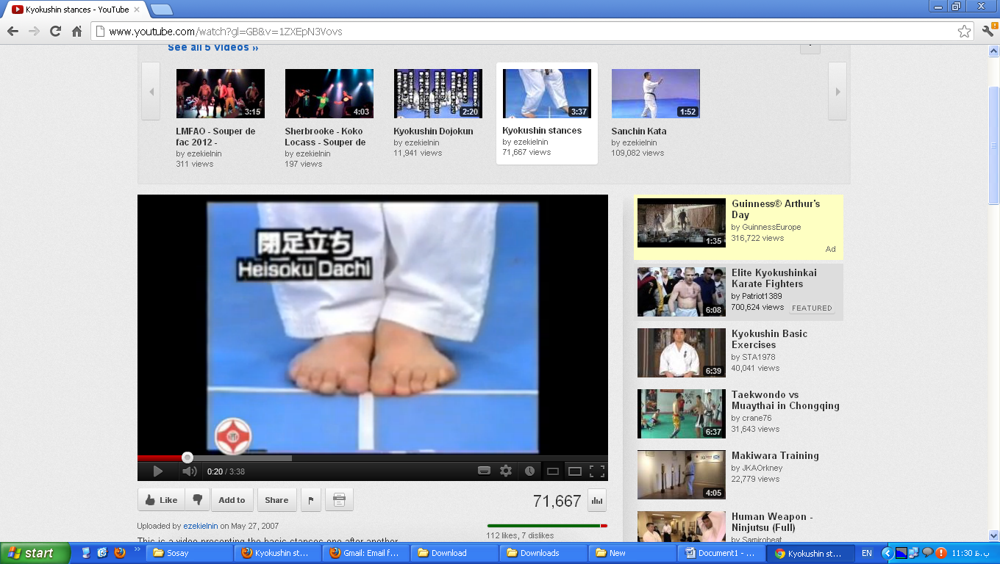 Kyokushin stances - YouTube
www.youtube.com/watch?gl=GB&v=1ZXEpN3Vovs
See all 5 videos »
3:15
LMFAO - Souper de
fac 2012 -
by ezekielnin
311 views
4:03
Sherbrooke - Koko
Locass - Souper de
by ezekielnin
197 views
2:20
Kyokushin Dojokun
by ezekielnin
11,941 views
3:37
Kyokushin stances
by ezekielnin
71,667 views
1:52
Sanchin Kata
by ezekielnin
109,082 views
閉足立ち
Heisoku Dachi
0:20 / 3:38
Like
Add to
Share
71,667
Uploaded by ezekielnin on May 27, 2007
112 likes, 7 dislikes
This is a video presenting the basic stances one after another
1:35
Guinness® Arthur's
Day
by GuinnessEurope
316,722 views
Ad
6:08
Elite Kyokushinkai
Karate Fighters
by Patriot1389
700,624 views
FEATURED
6:39
Kyokushin Basic
Exercises
by STA1978
40,041 views
6:37
Taekwondo vs
Muaythai in Chongqing
by crane76
31,643 views
4:05
Makiwara Training
by JKAOrkney
22,779 views
Human Weapon -
Ninjutsu (Full)
by Samiroheat
start
Sosay
Kyokushin st...
Gmail: Email f...
Download
Downloads
New
Document1 - ...
Kyokushin st...
EN
11:30 ب.ظ